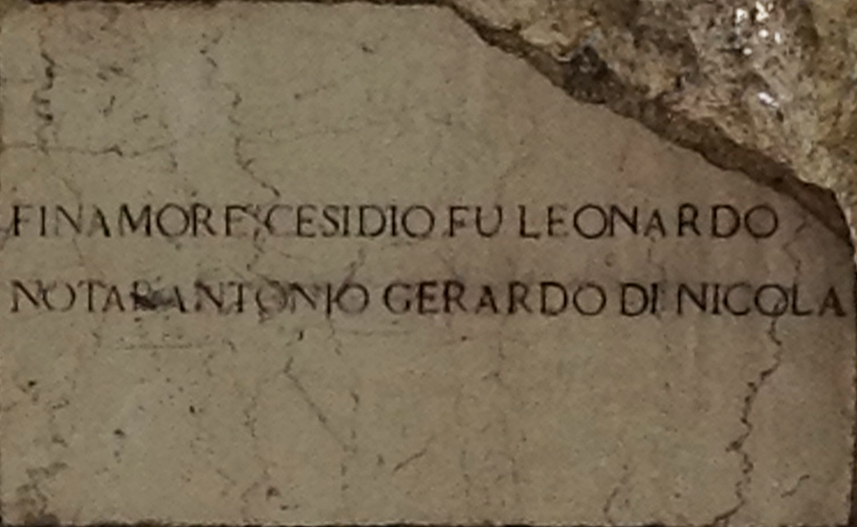 FINAMORE CESIDIO FU LEONARDO
NOTAR ANTONIO GERARDO DI NICOLA